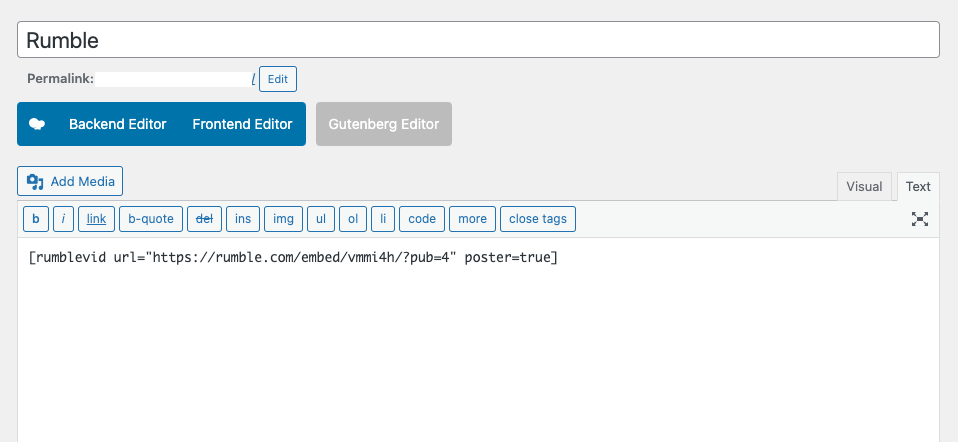 Rumble
Permalink: / Edit
Backend Editor Frontend Editor Gutenberg Editor
Add Media Visual Text
b i link b-quote del ins img ul ol li code more close tags
[rumblevid url="https://rumble.com/embed/vmmi4h/?pub=4" poster=true]